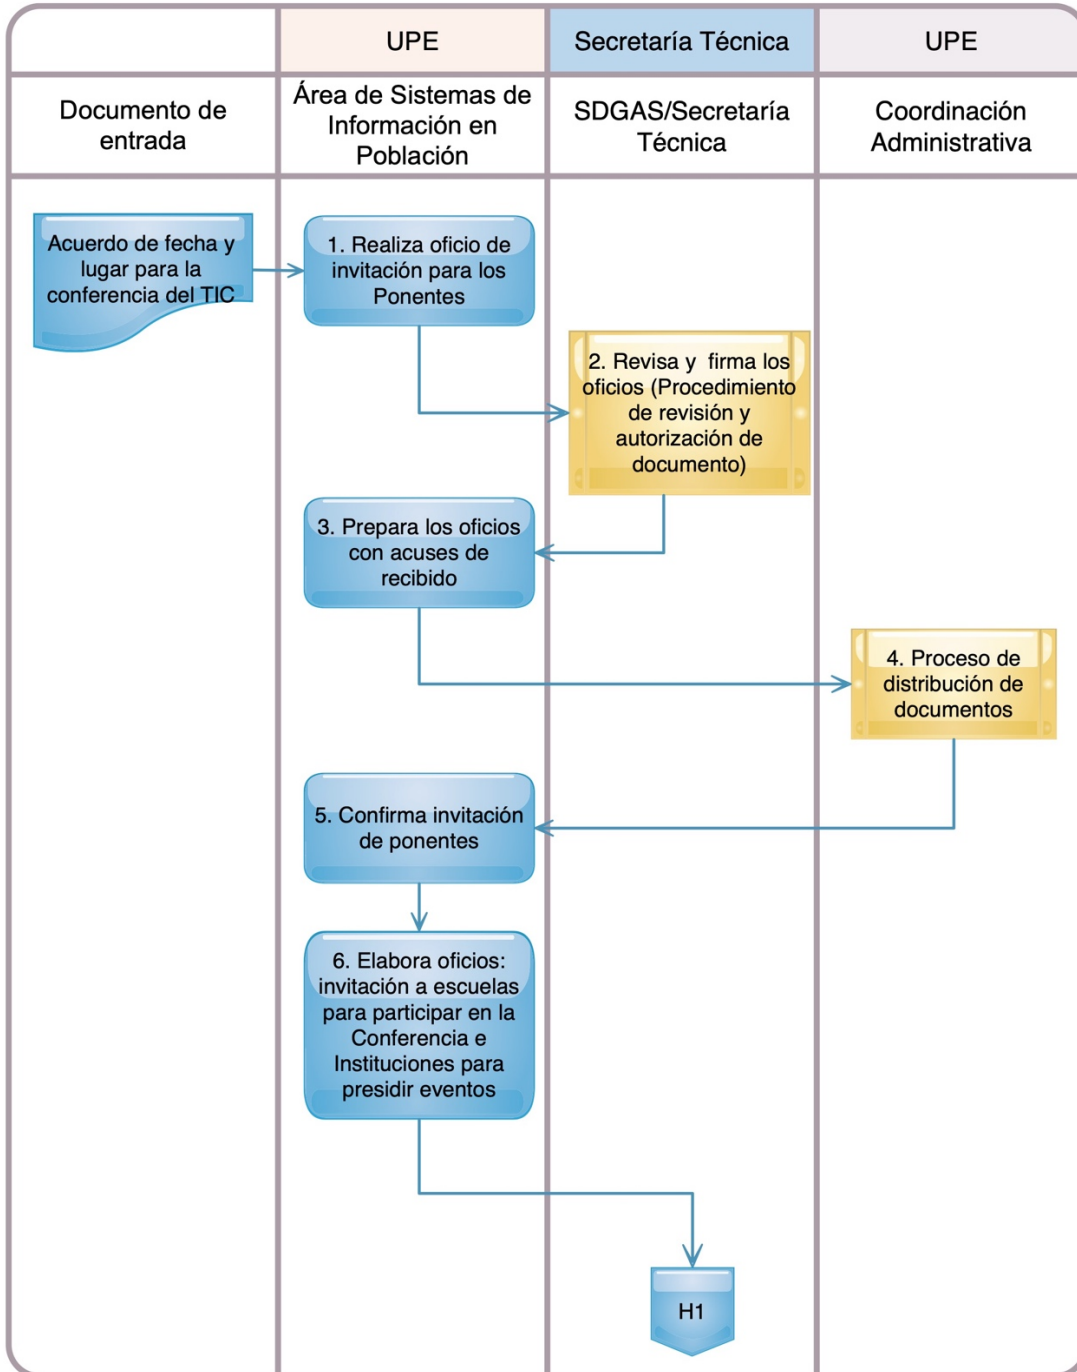 UPE
Secretaría Técnica
UPE
Documento de
entrada
Área de Sistemas de
Información en
Población
SDGAS/Secretaría
Técnica
Coordinación
Administrativa
Acuerdo de fecha y
lugar para la
conferencia del TIC
1. Realiza oficio de
invitación para los
Ponentes
2. Revisa y firma los
oficios (Procedimiento
de revisión y
autorización de
documento)
3. Prepara los oficios
con acuses de
recibido
4. Proceso de
distribución de
documentos
5. Confirma invitación
de ponentes
6. Elabora oficios:
invitación a escuelas
para participar en la
Conferencia e
Instituciones para
presidir eventos
H1